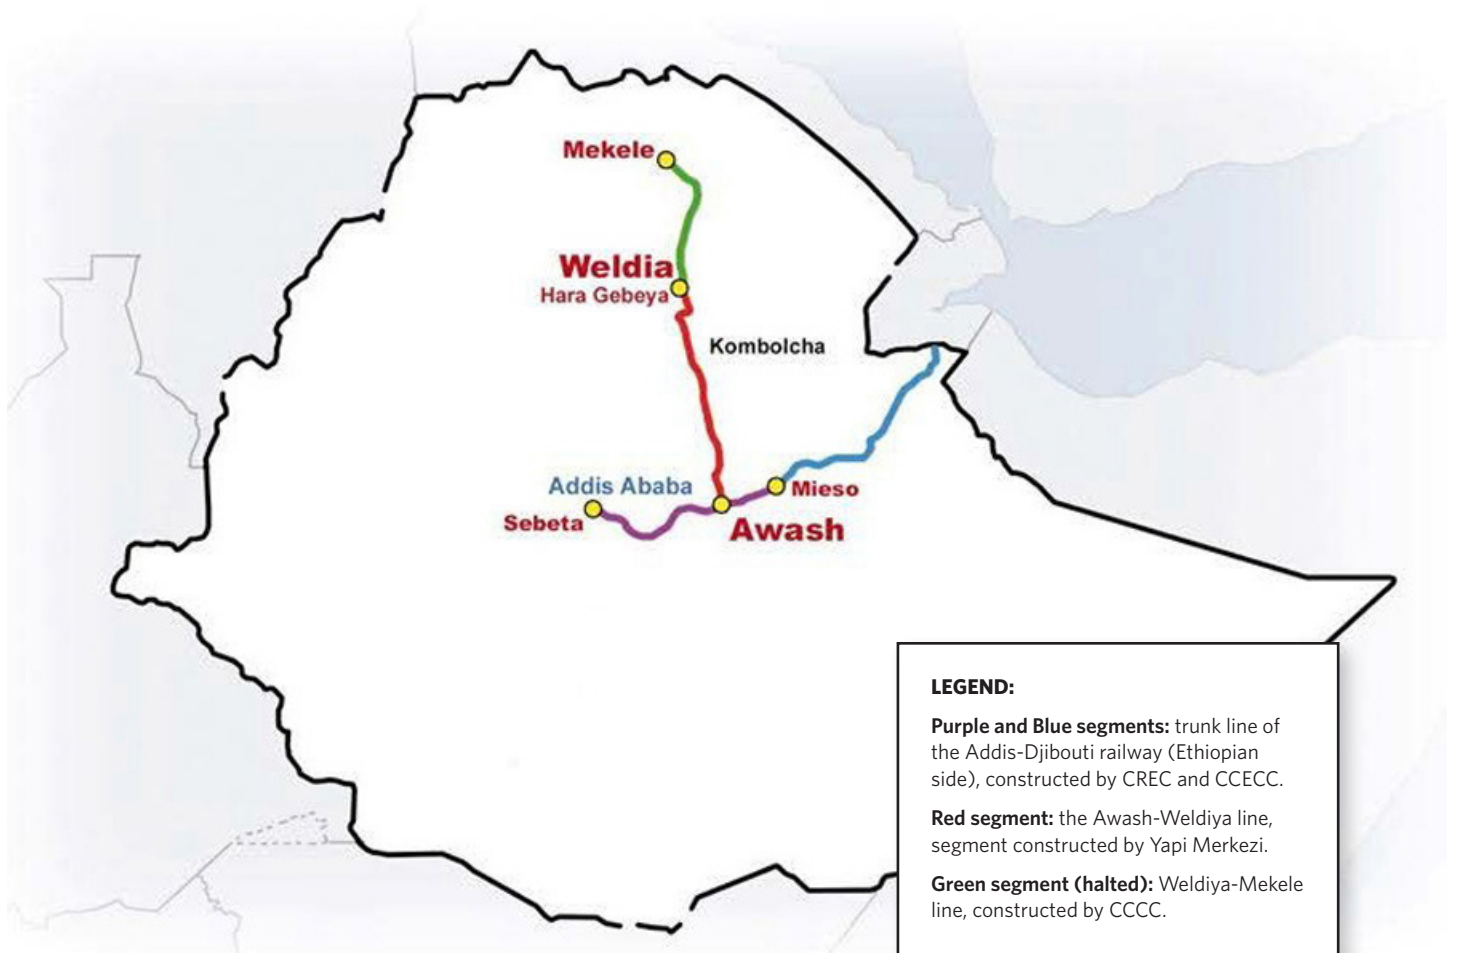 Mekele
Weldia
Hara Gebeya
Kombolcha
Addis Ababa
Mieso
Sebeta
Awash
LEGEND:
Purple and Blue segments: trunk line of
the Addis-Djibouti railway (Ethiopian
side), constructed by CREC and CCECC.
Red segment: the Awash-Weldiya line,
segment constructed by Yapi Merkezi.
Green segment (halted): Weldiya-Mekele
line, constructed by CCCC.